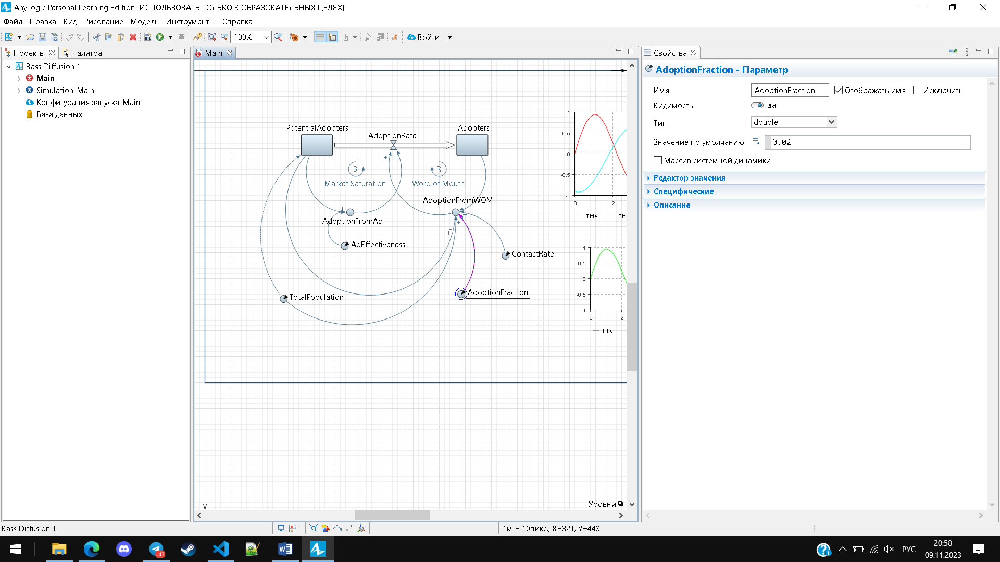 AnyLogic Personal Learning Edition [ИСПОЛЬЗОВАТЬ ТОЛЬКО В ОБРАЗОВАТЕЛЬНЫХ ЦЕЛЯХ]
Файл Правка Вид Рисование Модель Инструменты Справка
100% Войти
Проекты Палитра
Bass Diffusion 1
Main
Simulation: Main
Конфигурация запуска: Main
База данных
Main
PotentialAdopters
AdoptionRate
Adopters
+ +
B
R
Market Saturation
Word of Mouth
AdoptionFromWOM
+
AdoptionFromAd
+
+
-
+
AdEffectiveness
ContactRate
TotalPopulation
AdoptionFraction
1
0.5
0
-0.5
-1
0 2
Title Titl
1
0.5
0
-0.5
-1
0 2
Title
Уровни
Свойства
AdoptionFraction - Параметр
Имя: AdoptionFraction Отображать имя Исключить
Видимость: да
Тип: double
Значение по умолчанию: 0.02
Массив системной динамики
Редактор значения
Специфические
Описание
Bass Diffusion 1
1м = 10пикс., X=321, Y=443
47
РУС
20:58
09.11.2023